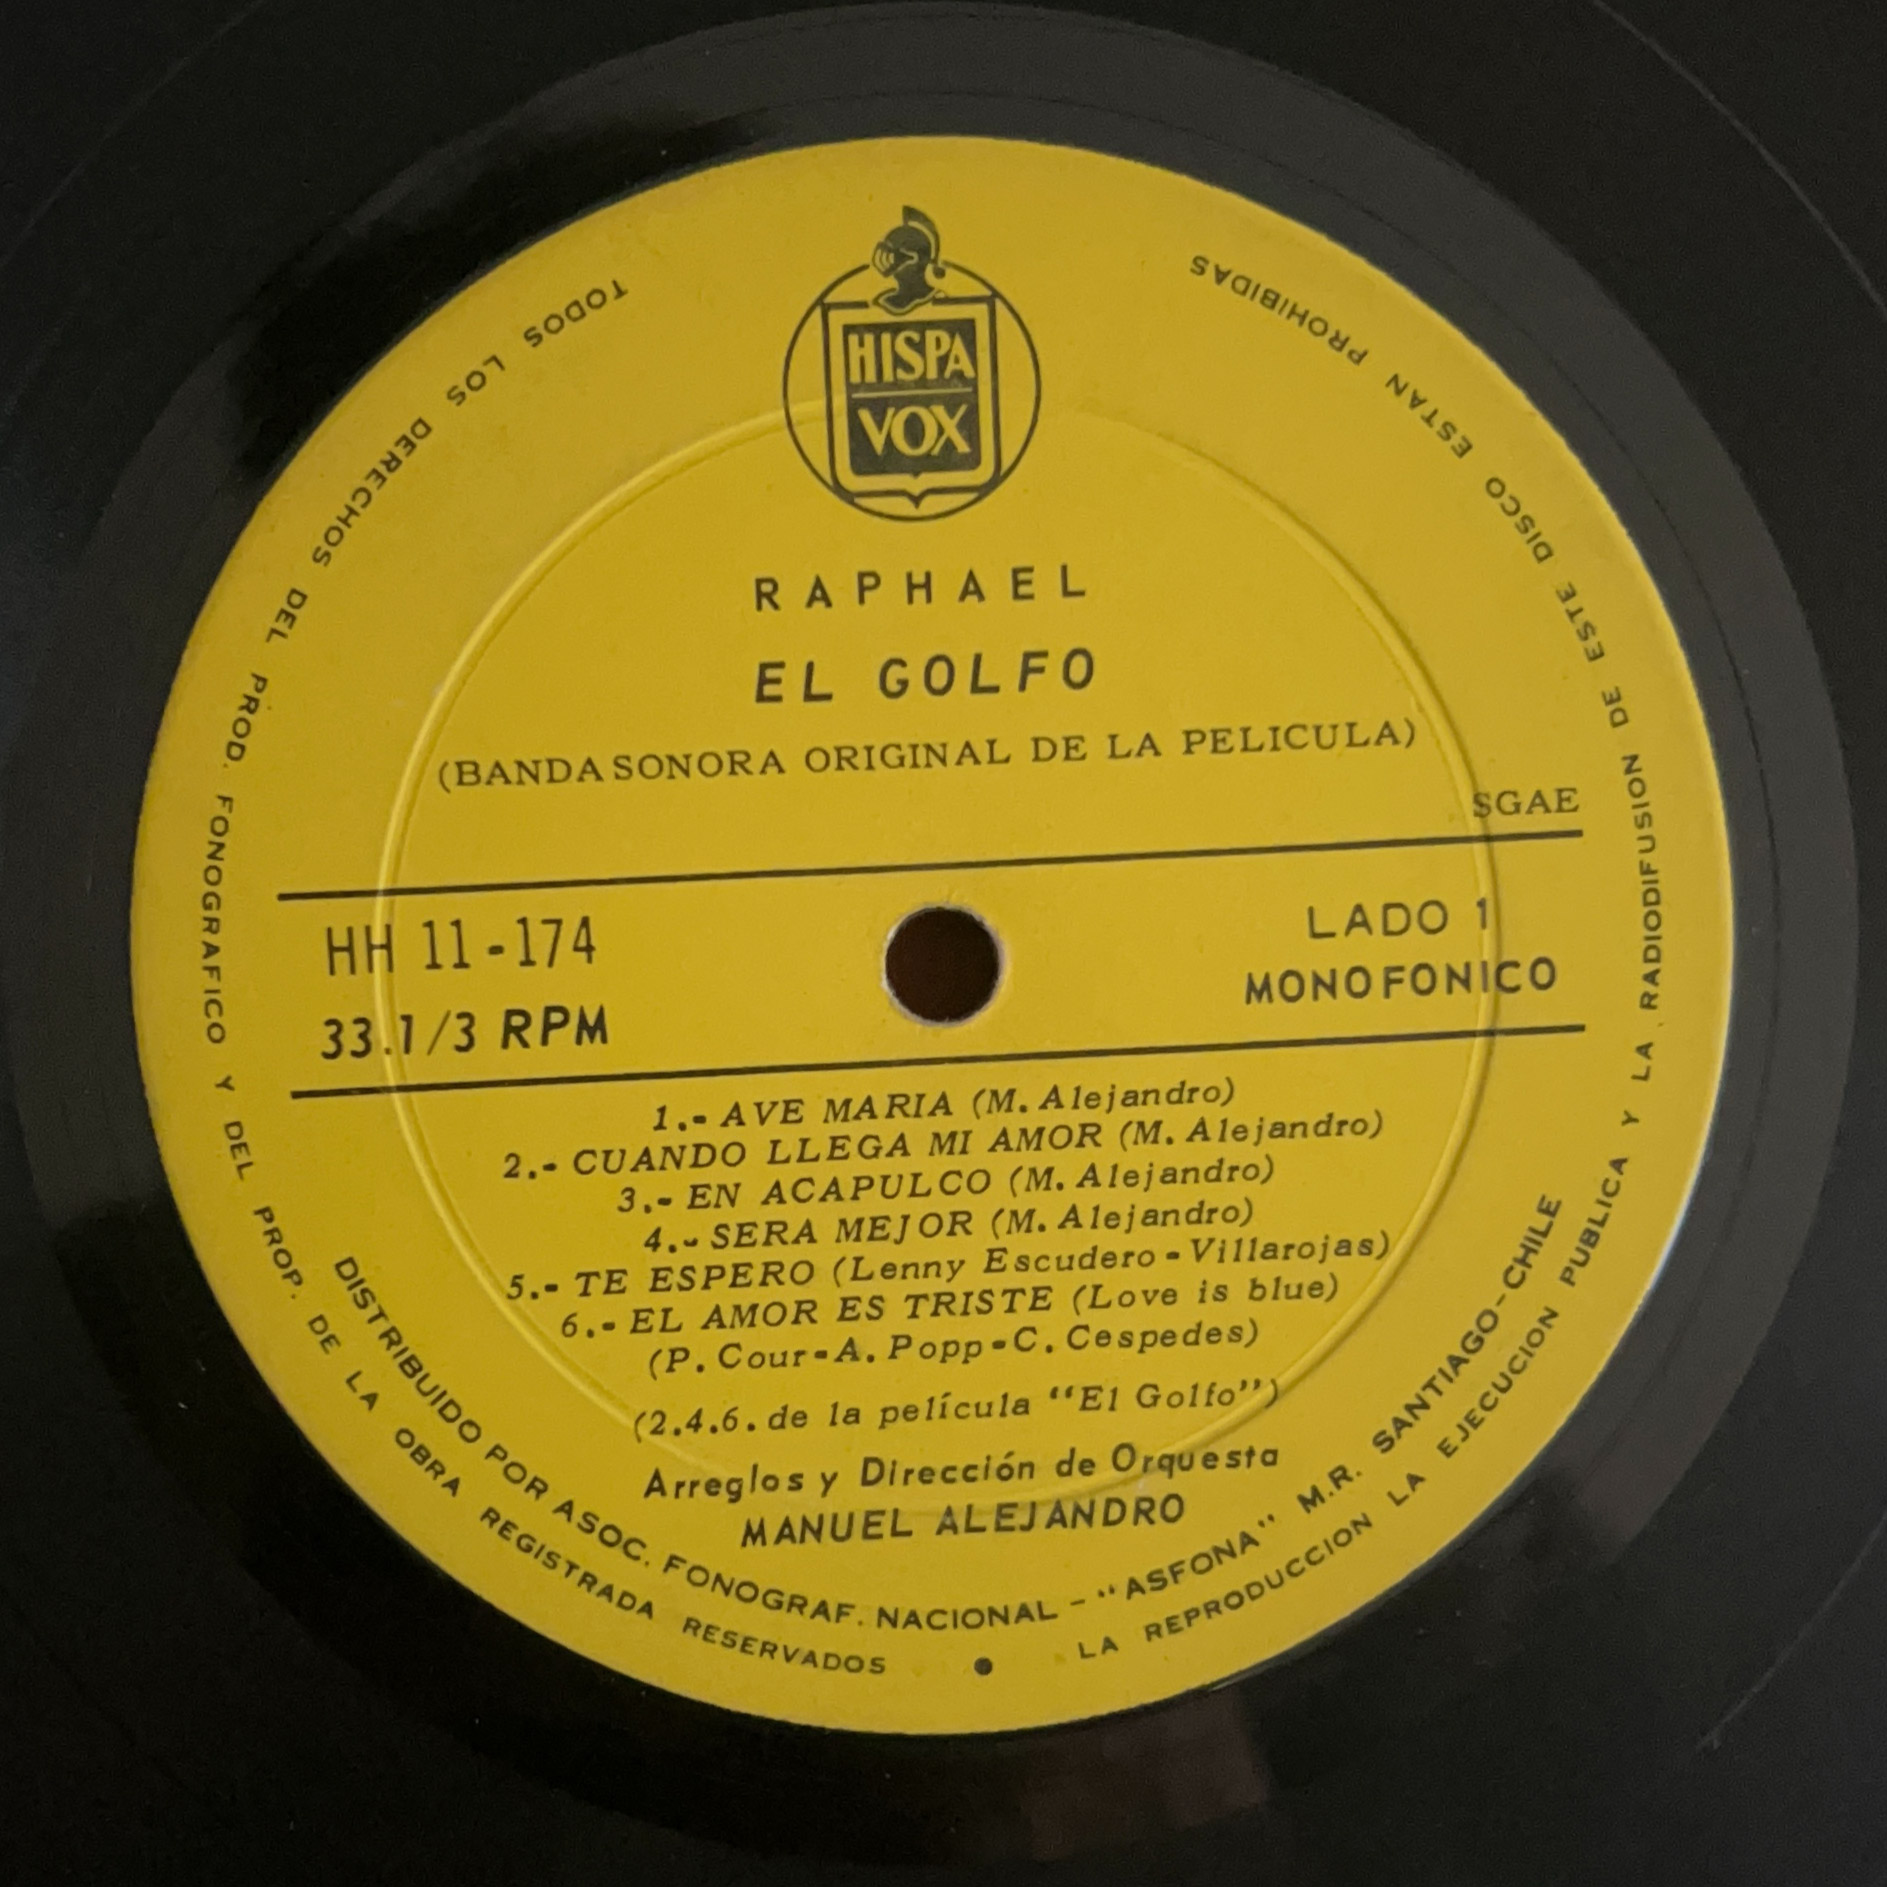 HISPA
VOX
RAPHAEL
EL GOLFO
(BANDA SONORA ORIGINAL DE LA PELICULA)
SGAE
HH 11-174
33.1/3 RPM
LADO 1
MONOFONICO
1.- AVE MARIA (M. Alejandro)
2.- CUANDO LLEGA MI AMOR (M. Alejandro)
3.- EN ACAPULCO (M. Alejandro)
4.- SERA MEJOR (M. Alejandro)
5.- TE ESPERO (Lenny Escudero-Villarojas)
6.- EL AMOR ES TRISTE (Love is blue)
(P. Cour-A. Popp-C. Cespedes)
(2.4.6. de la película "El Golfo")
Arreglos y Dirección de Orquesta
MANUEL ALEJANDRO
DISTRIBUIDO POR ASOC. FONOGRAF. NACIONAL - "ASFONA" M.R. SANTIAGO-CHILE
TODOS LOS DERECHOS DEL PROD. FONOGRAFICO Y DEL PROP. DE LA OBRA REGISTRADA RESERVADOS • LA REPRODUCCION LA EJECUCION PUBLICA Y LA RADIODIFUSION DE ESTE DISCO ESTAN PROHIBIDAS